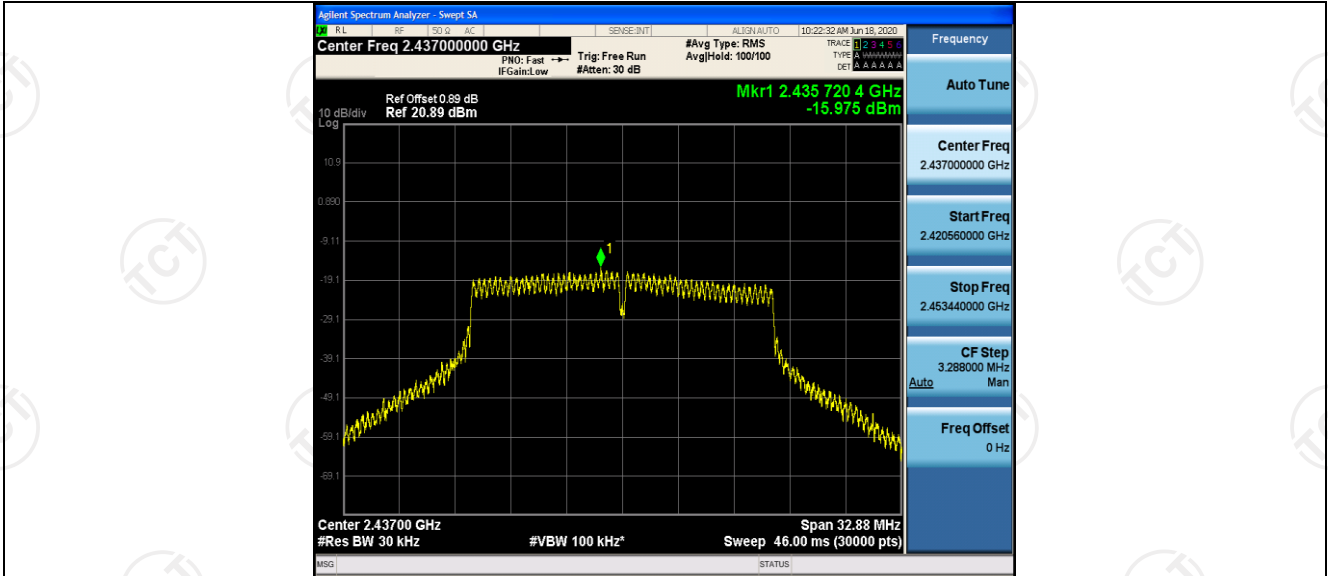 Agilent Spectrum Analyzer - Swept SA
RL RF 50 Ω AC SENSE:INT ALIGN AUTO 10:22:32 AM Jun 18, 2020
Center Freq 2.437000000 GHz
PNO: Fast
IFGain:Low
Trig: Free Run
#Atten: 30 dB
#Avg Type: RMS
Avg|Hold: 100/100
TRACE 1 2 3 4 5 6
TYPE A WWWWW
DET A A A A A A
Frequency
Mkr1 2.435 720 4 GHz
-15.975 dBm
Ref Offset 0.89 dB
10 dB/div Ref 20.89 dBm
Log
10.9
0.890
-9.11
-19.1
-29.1
-39.1
-49.1
-59.1
-69.1
1
Center 2.43700 GHz
Span 32.88 MHz
#Res BW 30 kHz
#VBW 100 kHz*
Sweep 46.00 ms (30000 pts)
MSG STATUS
Auto Tune
Center Freq
2.437000000 GHz
Start Freq
2.420560000 GHz
Stop Freq
2.453440000 GHz
CF Step
3.288000 MHz
Auto Man
Freq Offset
0 Hz
TCT
TCT
TCT
TCT